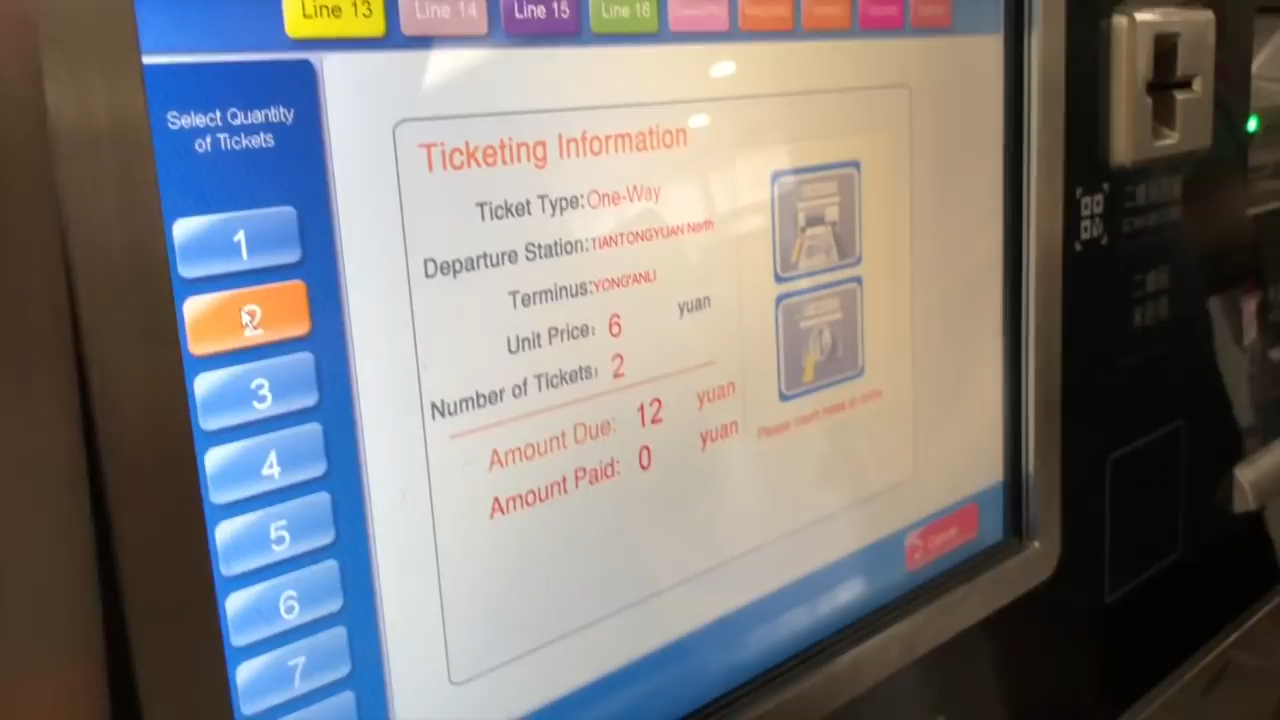 Line 13
Line 14
Line 15
Line 16
Select Quantity
of Tickets
1
2
3
4
5
6
7
Ticketing Information
Ticket Type:One-Way
Departure Station:TIANTONGYUAN North
Terminus:YONG'ANLI
Unit Price: 6 yuan
Number of Tickets: 2
Amount Due: 12 yuan
Amount Paid: 0 yuan